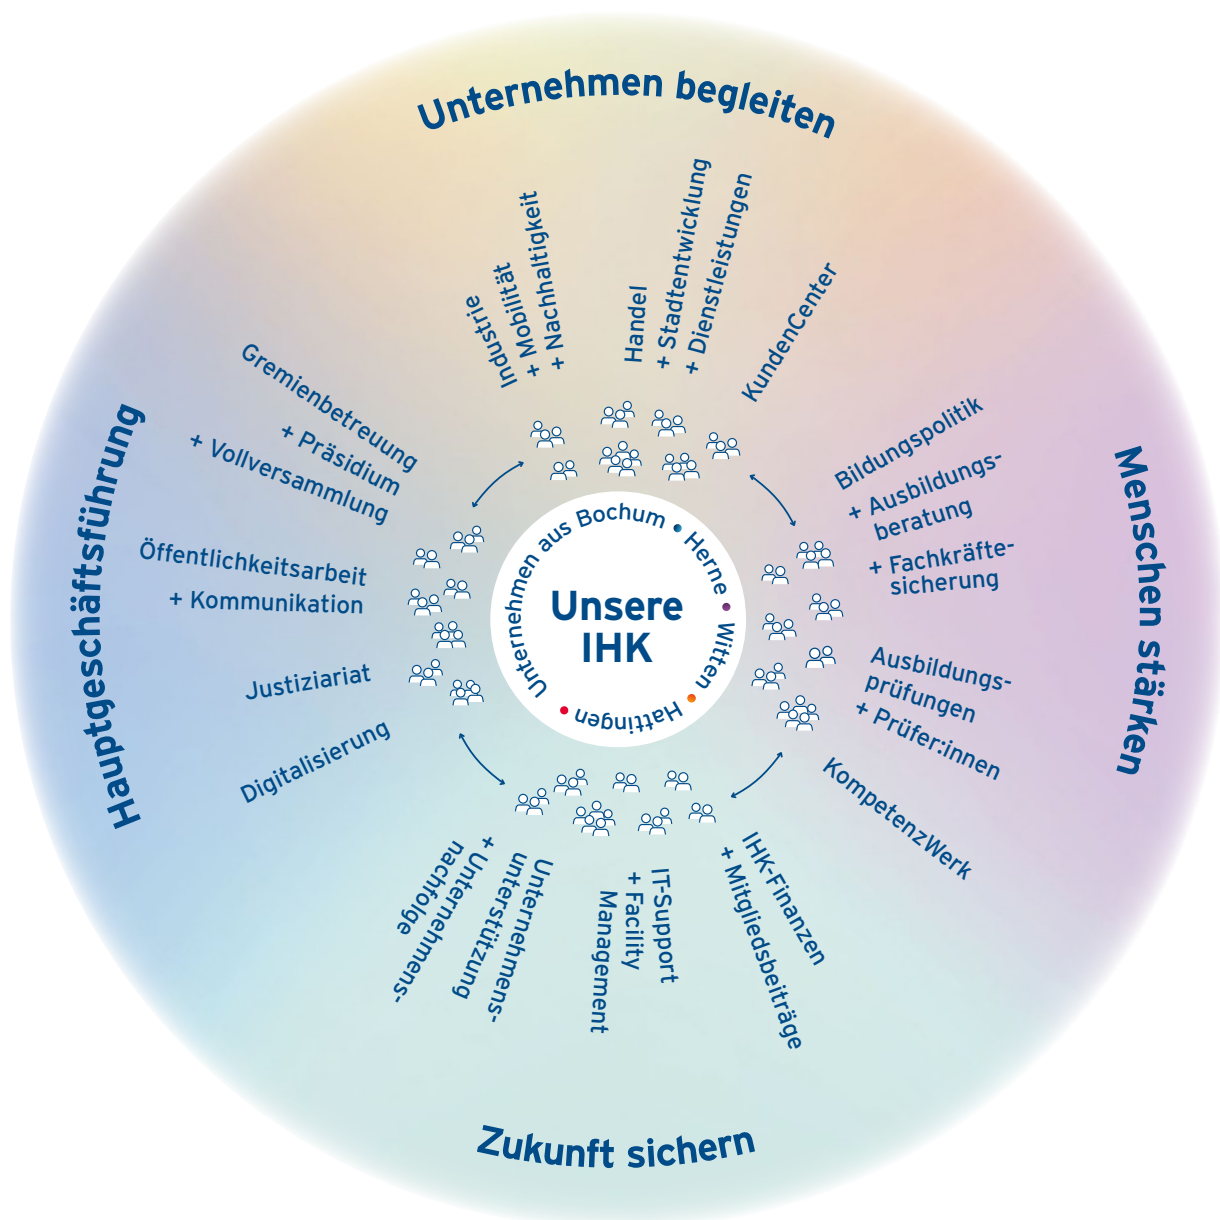 Unternehmen begleiten
Industrie
+ Mobilität
+ Nachhaltigkeit
Handel
+ Stadtentwicklung
+ Dienstleistungen
KundenCenter
Menschen stärken
Bildungspolitik
+ Ausbildungs-
beratung
+ Fachkräfte-
sicherung
Ausbildungs-
prüfungen
+ Prüfer:innen
KompetenzWerk
Zukunft sichern
IHK-Finanzen
+ Mitgliedsbeiträge
IT-Support
+ Facility
Management
Unternehmens-
unterstützung
+ Unternehmens-
nachfolge
Hauptgeschäftsführung
Gremienbetreuung
+ Präsidium
+ Vollversammlung
Öffentlichkeitsarbeit
+ Kommunikation
Justiziariat
Digitalisierung
Unternehmen aus Bochum • Herne • Witten • Hattingen •
Unsere
IHK